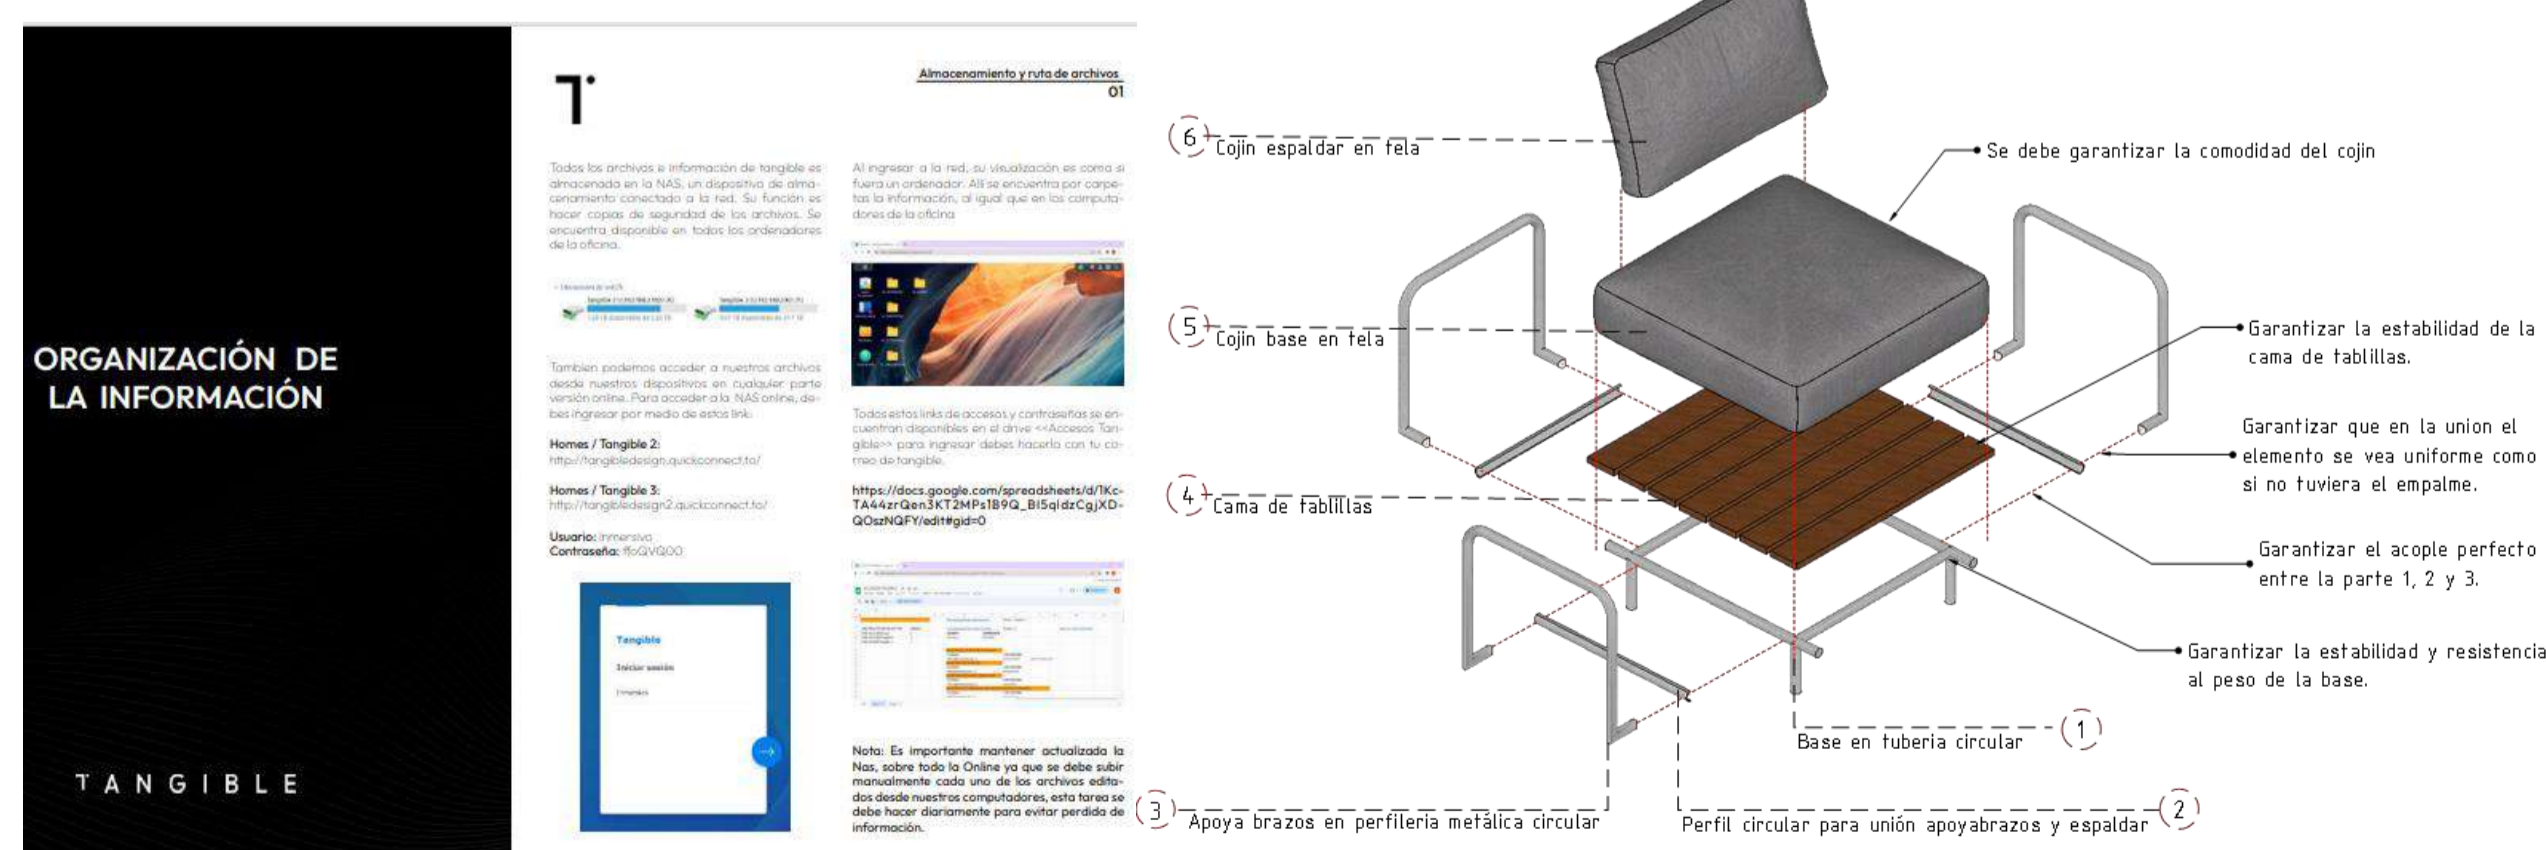 ORGANIZACIÓN DE
LA INFORMACIÓN
TANGIBLE
T
Almacenamiento y ruta de archivos
01
Todos los archivos e información de tangible es
almacenada en la NAS, un dispositivo de alma-
cenamiento conectado a la red. Su función es
hacer copias de seguridad de los archivos. Se
encuentra disponible en todos los ordenadores
de la oficina.
Tambien podemos acceder a nuestros archivos
desde nuestros dispositivos en cualquier parte
versión online. Para acceder a la NAS online, de-
bes ingresar por medio de estos link:
Homes / Tangible 2:
http://tangibledesign.quickconnect.to/
Homes / Tangible 3:
http://tangibledesign2.quickconnect.to/
Usuario: Inmersiva
Contraseña:
Tangible
Iniciar sesión
Al ingresar a la red, su visualización es como si
fuera un ordenador. Allí se encuentra por carpe-
tas la información, al igual que en los computa-
dores de la oficina
Todos estos links de accesos y contraseñas se en-
cuentran disponibles en el drive <<Accesos Tan-
gible>> para ingresar debes hacerlo con tu co-
rreo de tangible.
https://docs.google.com/spreadsheets/d/1Kc-
TA44zrQen3KT2MPs1B9Q_BI5qldzCgjXD-
QOszNQFY/edit#gid=0
Nota: Es importante mantener actualizada la
Nas, sobre todo la Online ya que se debe subir
manualmente cada uno de los archivos edita-
dos desde nuestros computadores, esta tarea se
debe hacer diariamente para evitar perdida de
información.
6
Cojin espaldar en tela
Se debe garantizar la comodidad del cojin
5
Cojin base en tela
Garantizar la estabilidad de la
cama de tablillas.
Garantizar que en la union el
elemento se vea uniforme como
si no tuviera el empalme.
4
Cama de tablillas
Garantizar el acople perfecto
entre la parte 1, 2 y 3.
Garantizar la estabilidad y resistencia
al peso de la base.
1
Base en tuberia circular
3
Apoya brazos en perfileria metálica circular
2
Perfil circular para unión apoyabrazos y espaldar